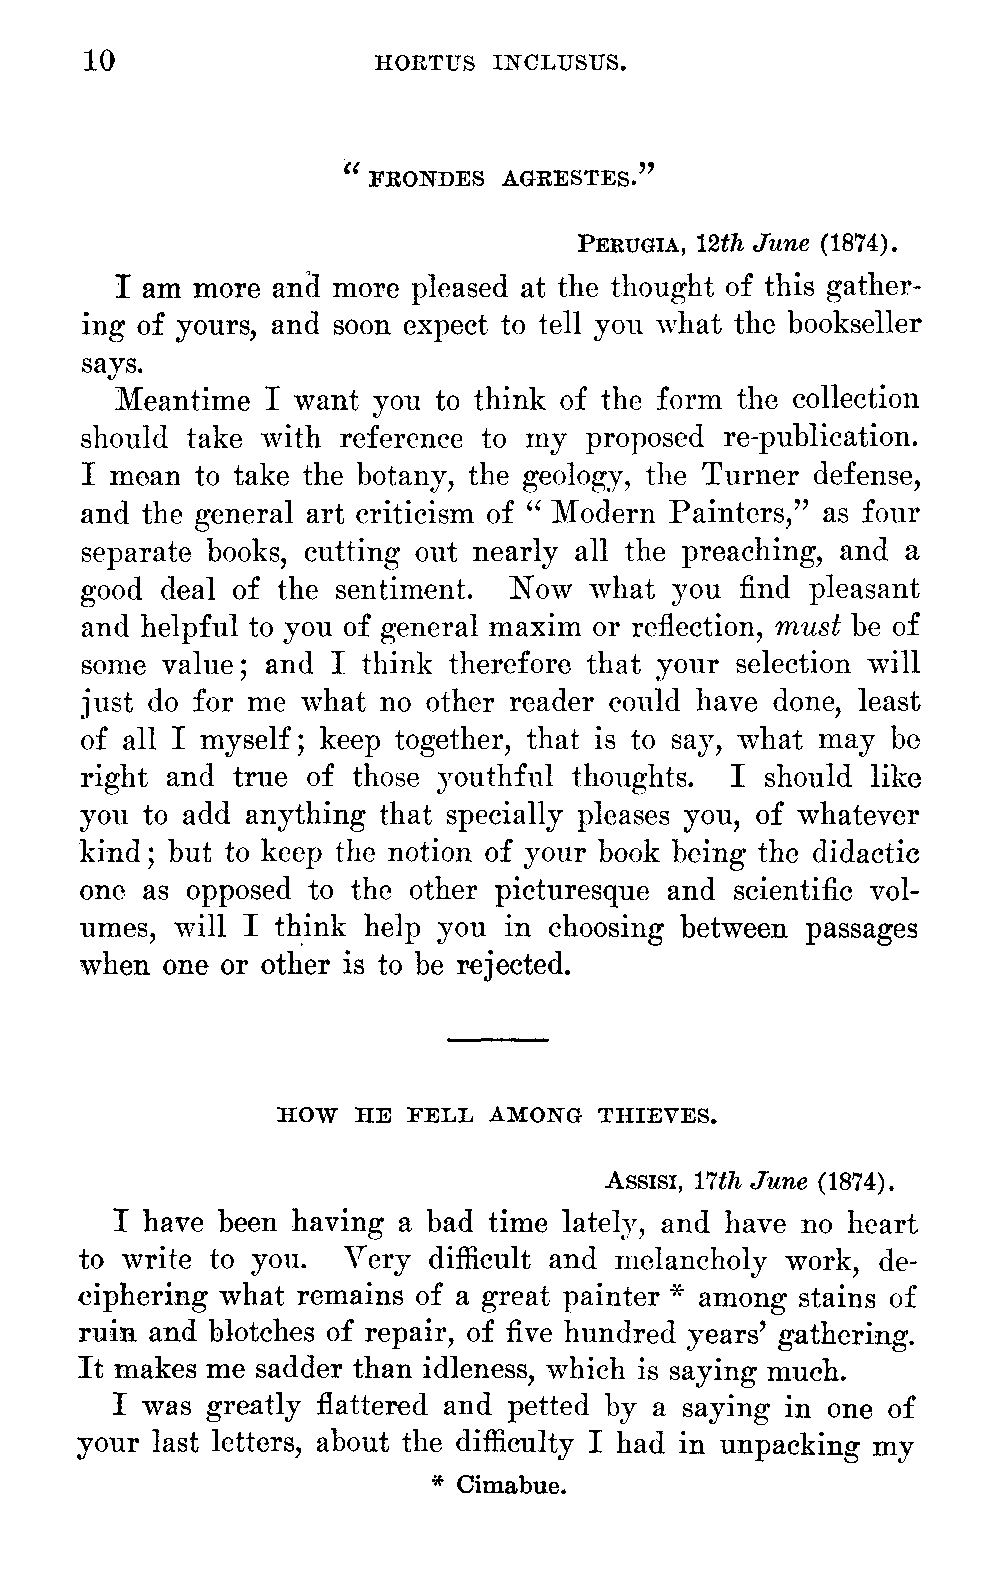 10 HORTUS INCLUSUS.
“ FRONDES AGRESTES.”
PERUGIA, 12th June (1874).
I am more and more pleased at the thought of this gather-
ing of yours, and soon expect to tell you what the bookseller
says.
Meantime I want you to think of the form the collection
should take with reference to my proposed re-publication.
I mean to take the botany, the geology, the Turner defense,
and the general art criticism of “ Modern Painters,” as four
separate books, cutting out nearly all the preaching, and a
good deal of the sentiment. Now what you find pleasant
and helpful to you of general maxim or reflection, must be of
some value; and I think therefore that your selection will
just do for me what no other reader could have done, least
of all I myself; keep together, that is to say, what may be
right and true of those youthful thoughts. I should like
you to add anything that specially pleases you, of whatever
kind; but to keep the notion of your book being the didactic
one as opposed to the other picturesque and scientific vol-
umes, will I think help you in choosing between passages
when one or other is to be rejected.
HOW HE FELL AMONG THIEVES.
ASSISI, 17th June (1874).
I have been having a bad time lately, and have no heart
to write to you. Very difficult and melancholy work, de-
ciphering what remains of a great painter * among stains of
ruin and blotches of repair, of five hundred years’ gathering.
It makes me sadder than idleness, which is saying much.
I was greatly flattered and petted by a saying in one of
your last letters, about the difficulty I had in unpacking my
* Cimabue.